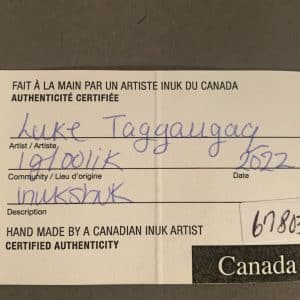 FAIT À LA MAIN PAR UN ARTISTE INUK DU CANADA
AUTHENTICITÉ CERTIFIÉE
Luke Taggaugaq
Artist / Artiste
Igloolik 2022
Community / Lieu d'origine Date
inukshuk
Description
HAND MADE BY A CANADIAN INUK ARTIST
CERTIFIED AUTHENTICITY
67803
Canada